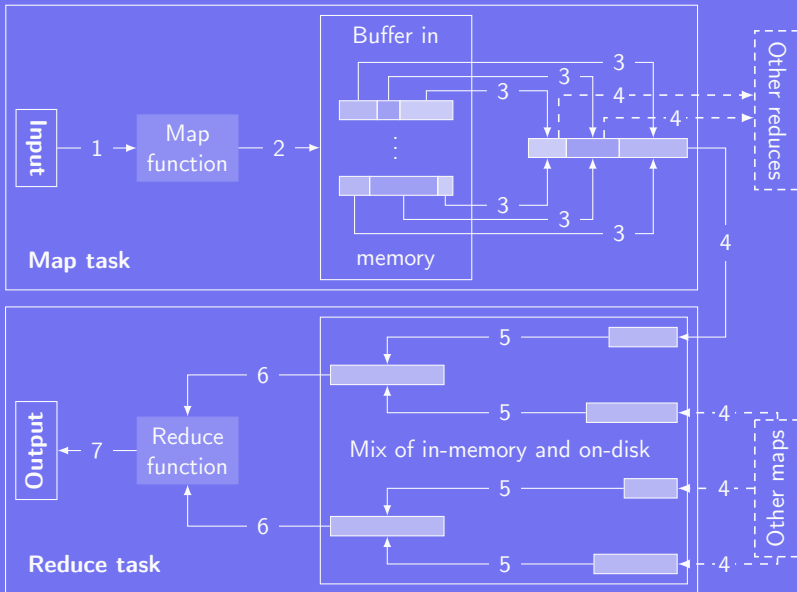 Buffer in
Other reduces
3
3
4
3
4
Input
1
Map
function
2
⋮
3
3
3
4
memory
Map task
5
6
5
4
Output
7
Reduce
function
Mix of in-memory and on-disk
Other maps
5
4
6
5
4
Reduce task